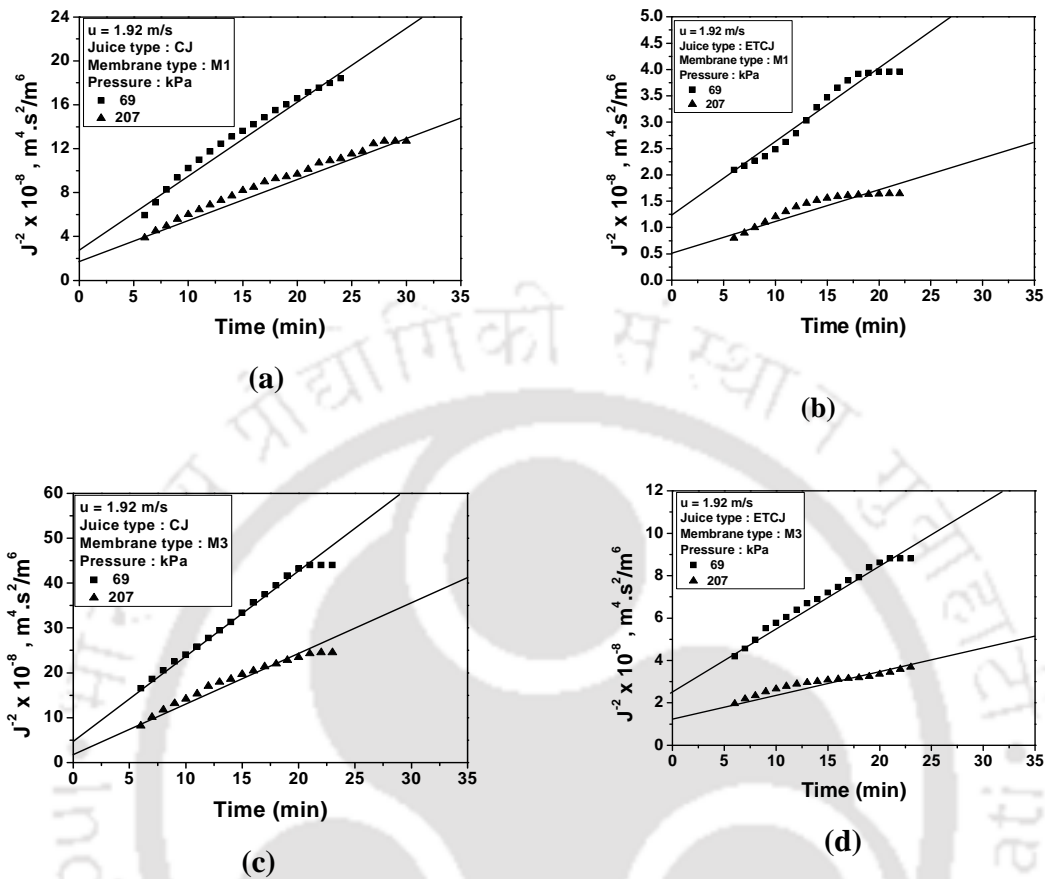 u = 1.92 m/s
Juice type : CJ
Membrane type : M1
Pressure : kPa
■ 69
▲ 207
J⁻² x 10⁻⁸ , m⁴.s²/m⁶
24
20
16
12
8
4
0
0 5 10 15 20 25 30 35
Time (min)
(a)
u = 1.92 m/s
Juice type : ETCJ
Membrane type : M1
Pressure : kPa
■ 69
▲ 207
J⁻² x 10⁻⁸ , m⁴.s²/m⁶
5.0
4.5
4.0
3.5
3.0
2.5
2.0
1.5
1.0
0.5
0.0
0 5 10 15 20 25 30 35
Time (min)
(b)
u = 1.92 m/s
Juice type : CJ
Membrane type : M3
Pressure : kPa
■ 69
▲ 207
J⁻² x 10⁻⁸ , m⁴.s²/m⁶
60
50
40
30
20
10
0
0 5 10 15 20 25 30 35
Time (min)
(c)
u = 1.92 m/s
Juice type : ETCJ
Membrane type : M3
Pressure : kPa
■ 69
▲ 207
J⁻² x 10⁻⁸ , m⁴.s²/m⁶
12
10
8
6
4
2
0
0 5 10 15 20 25 30 35
Time (min)
(d)